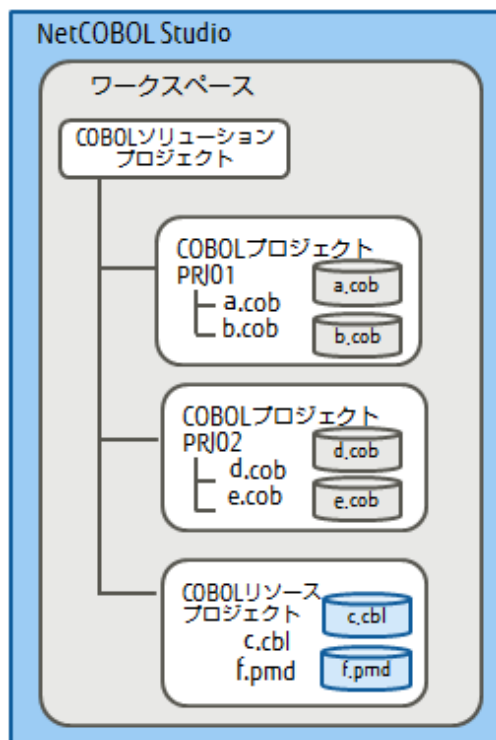 NetCOBOL Studio
ワークスペース
COBOLソリューション
プロジェクト
COBOLプロジェクト
PRJ01
a.cob
b.cob
a.cob
b.cob
COBOLプロジェクト
PRJ02
d.cob
e.cob
d.cob
e.cob
COBOLリソース
プロジェクト
c.cbl
f.pmd
c.cbl
f.pmd